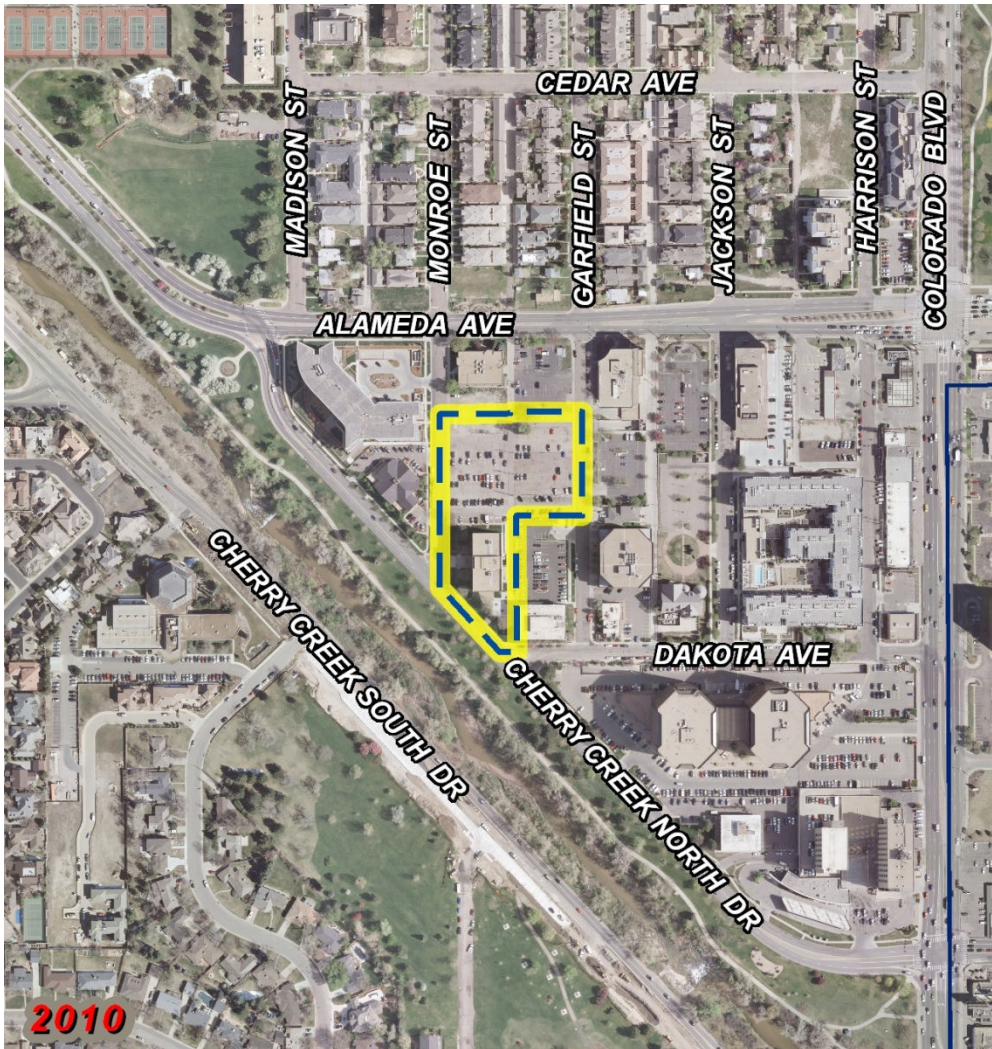 CEDAR AVE
MADISON ST
MONROE ST
GARFIELD ST
JACKSON ST
HARRISON ST
COLORADO BLVD
ALAMEDA AVE
DAKOTA AVE
CHERRY CREEK SOUTH DR
CHERRY CREEK NORTH DR
2010